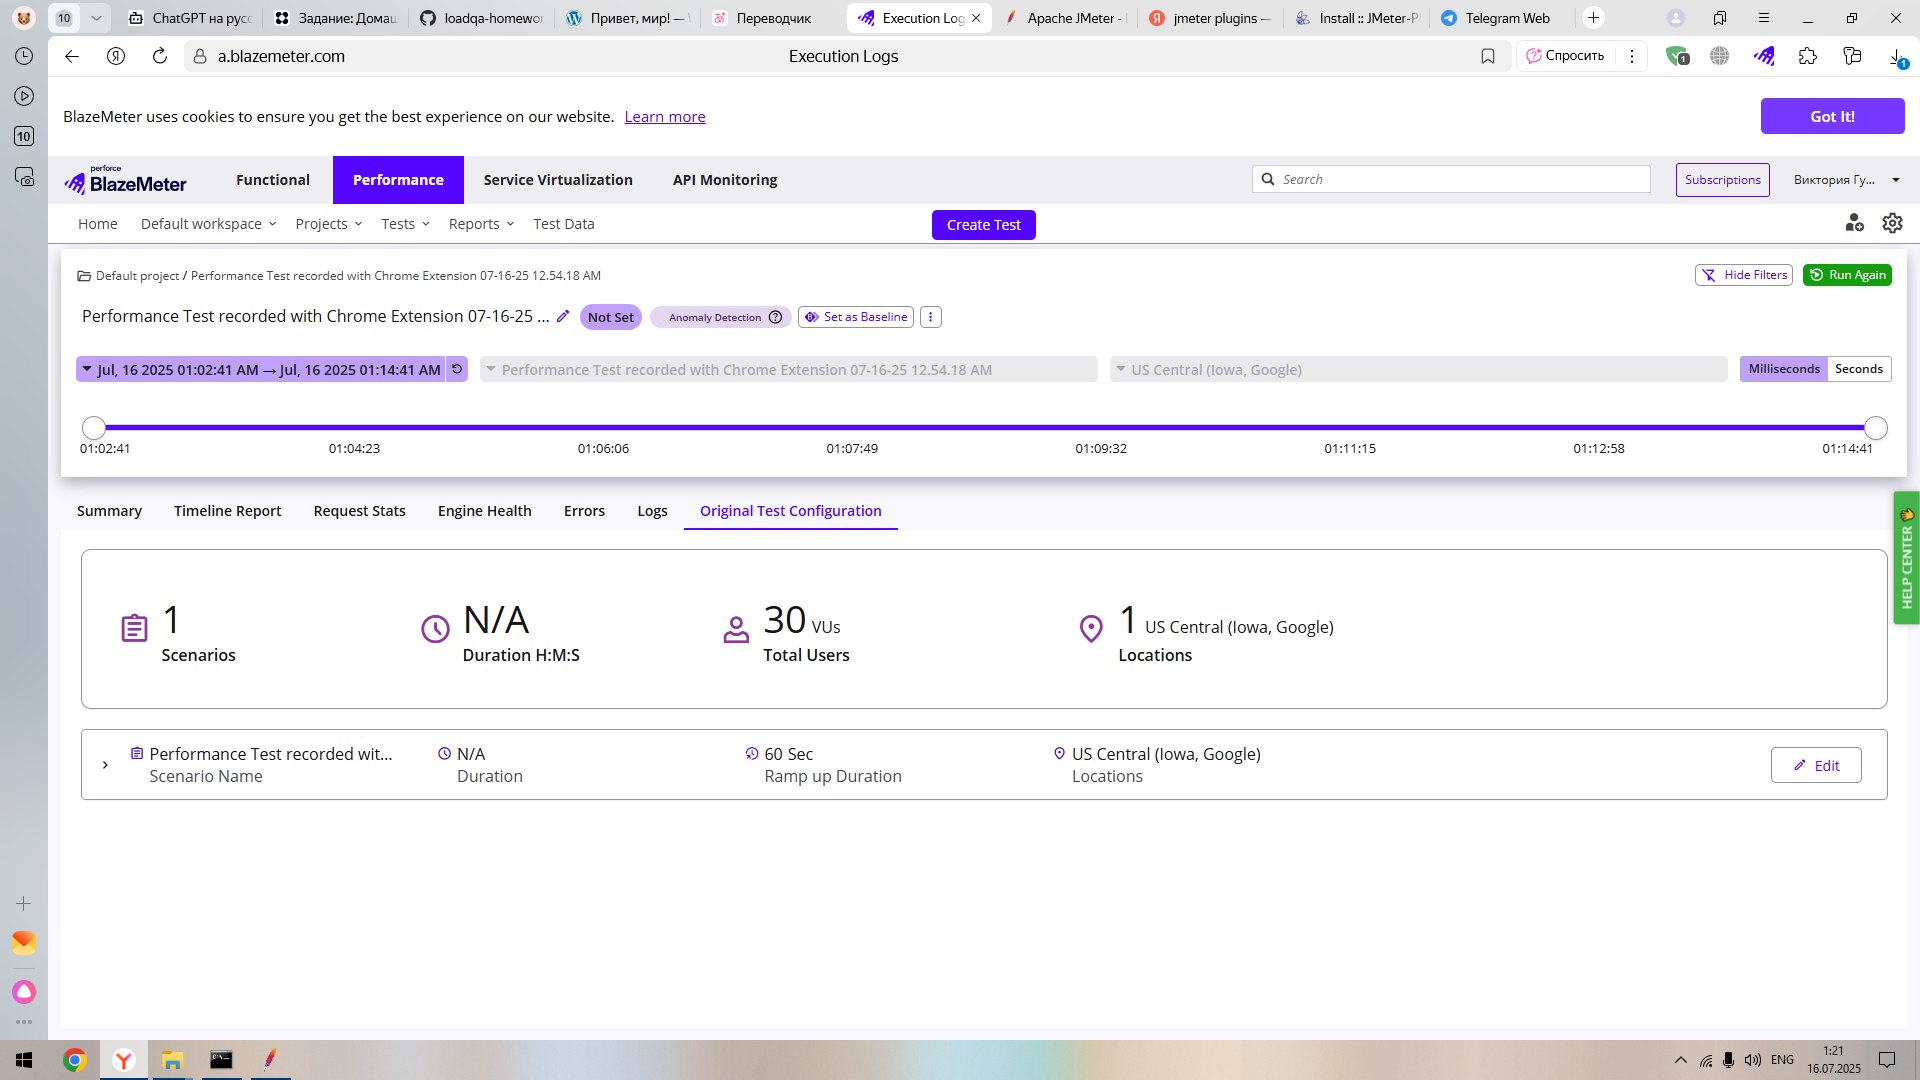 10
ChatGPT на русс
Задание: Домаш
loadqa-homewor
Привет, мир! —
Переводчик
Execution Log
Apache JMeter -
jmeter plugins —
Install :: JMeter-P
Telegram Web
a.blazemeter.com
Execution Logs
Спросить
1
1
10
BlazeMeter uses cookies to ensure you get the best experience on our website. Learn more
Got It!
perforce
BlazeMeter
Functional
Performance
Service Virtualization
API Monitoring
Search
Subscriptions
Виктория Гу...
Home
Default workspace
Projects
Tests
Reports
Test Data
Create Test
Default project / Performance Test recorded with Chrome Extension 07-16-25 12.54.18 AM
Hide Filters
Run Again
Performance Test recorded with Chrome Extension 07-16-25 ...
Not Set
Anomaly Detection
Set as Baseline
Jul, 16 2025 01:02:41 AM → Jul, 16 2025 01:14:41 AM
Performance Test recorded with Chrome Extension 07-16-25 12.54.18 AM
US Central (Iowa, Google)
Milliseconds
Seconds
01:02:41
01:04:23
01:06:06
01:07:49
01:09:32
01:11:15
01:12:58
01:14:41
Summary
Timeline Report
Request Stats
Engine Health
Errors
Logs
Original Test Configuration
HELP CENTER
1
Scenarios
N/A
Duration H:M:S
30 VUs
Total Users
1 US Central (Iowa, Google)
Locations
Performance Test recorded wit...
Scenario Name
N/A
Duration
60 Sec
Ramp up Duration
US Central (Iowa, Google)
Locations
Edit
ENG
1:21
16.07.2025